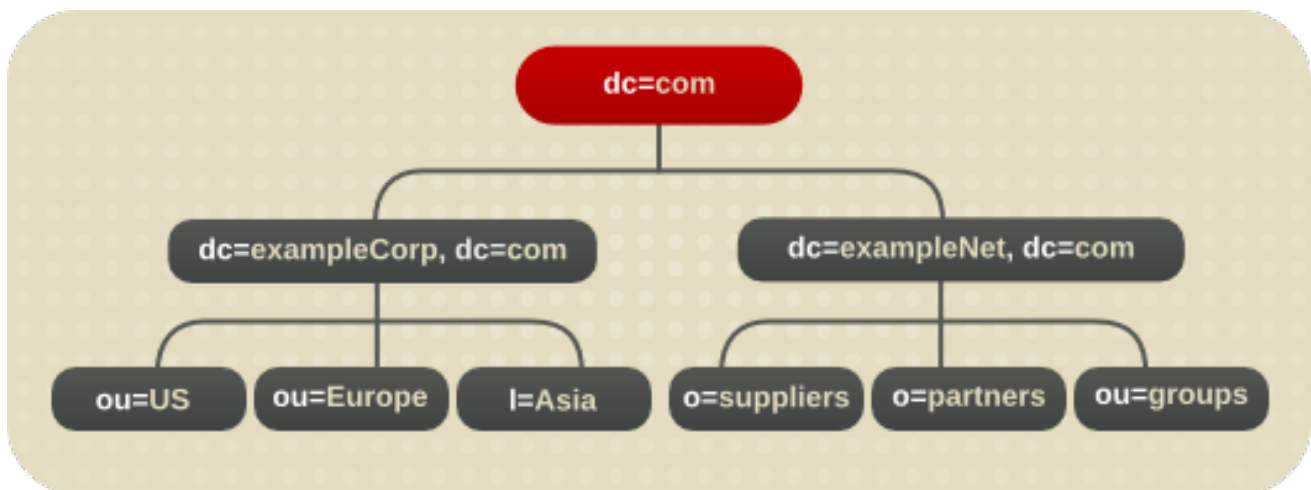 dc=com
dc=exampleCorp, dc=com
dc=exampleNet, dc=com
ou=US
ou=Europe
l=Asia
o=suppliers
o=partners
ou=groups